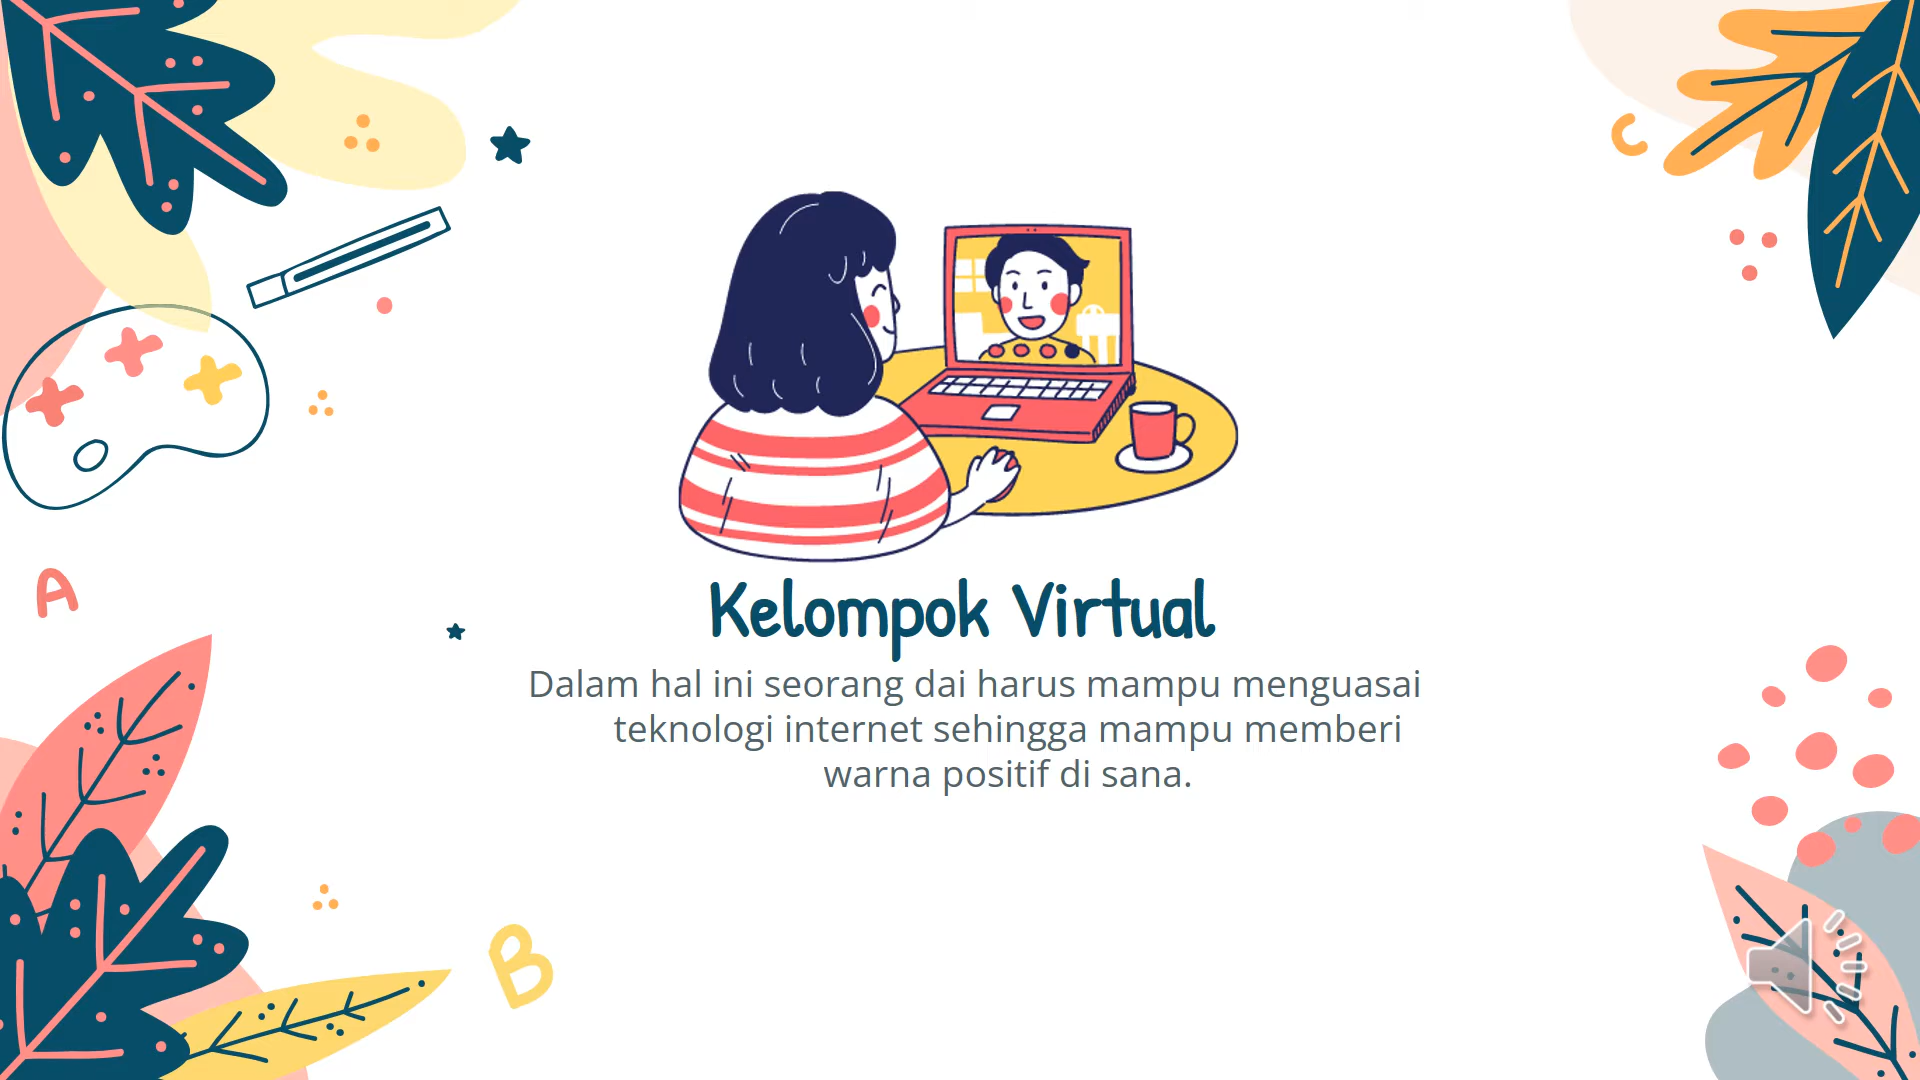 C
Kelompok Virtual
Dalam hal ini seorang dai harus mampu menguasai
teknologi internet sehingga mampu memberi
warna positif di sana.
A
B